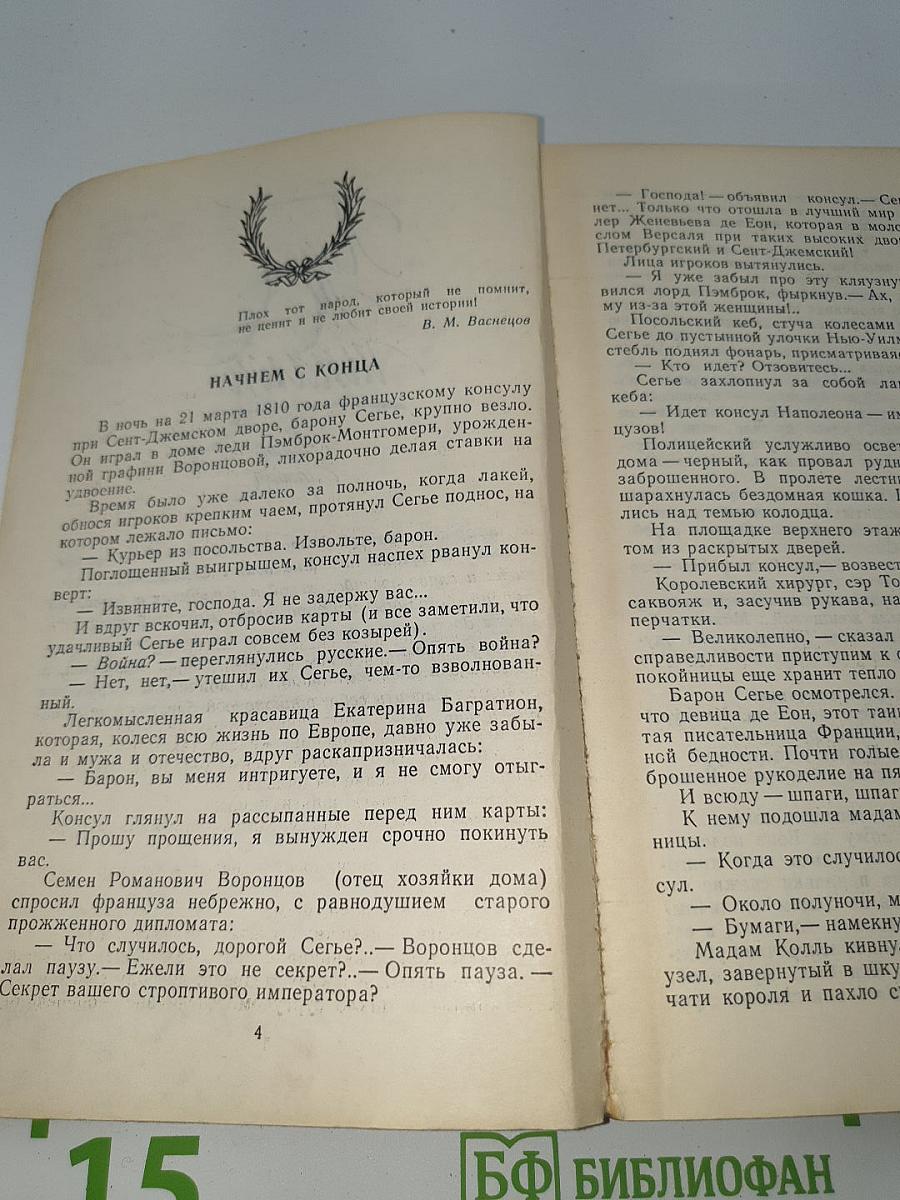 Плох тот народ, который не помнит,
не ценит и не любит своей истории!
В. М. Васнецов
НАЧНЕМ С КОНЦА
В ночь на 21 марта 1810 года французскому консулу
при Сент-Джемском дворе, барону Сегье, крупно везло.
Он играл в доме леди Пэмброк-Монтгомери, урожден-
ной графини Воронцовой, лихорадочно делая ставки на
удвоение.
Время было уже далеко за полночь, когда лакей,
обнося игроков крепким чаем, протянул Сегье поднос, на
котором лежало письмо:
— Курьер из посольства. Извольте, барон.
Поглощенный выигрышем, консул наспех рванул кон-
верт:
— Извините, господа. Я не задержу вас...
И вдруг вскочил, отбросив карты (и все заметили, что
удачливый Сегье играл совсем без козырей).
— Война? — переглянулись русские.— Опять война?
— Нет, нет,— утешил их Сегье, чем-то взволнован-
ный.
Легкомысленная красавица Екатерина Багратион,
которая, колеся всю жизнь по Европе, давно уже забы-
ла и мужа и отечество, вдруг раскапризничалась:
— Барон, вы меня интригуете, и я не смогу отыг-
раться...
Консул глянул на рассыпанные перед ним карты:
— Прошу прощения, я вынужден срочно покинуть
вас.
Семен Романович Воронцов (отец хозяйки дома)
спросил француза небрежно, с равнодушием старого
прожженного дипломата:
— Что случилось, дорогой Сегье?..— Воронцов сде-
лал паузу.— Ежели это не секрет?..— Опять пауза. —
Секрет вашего строптивого императора?
4
— Господа! — объявил консул.— Се
нет... Только что отошла в лучший мир
лер Женевьева де Еон, которая в моло
слом Версаля при таких высоких дво
Петербургский и Сент-Джемский!
Лица игроков вытянулись.
— Я уже забыл про эту кляузну
вился лорд Пэмброк, фыркнув.— Ах,
му из-за этой женщины!..
Посольский кеб, стуча колесами
Сегье до пустынной улочки Нью-Уилм
стебль поднял фонарь, присматривая
— Кто идет? Отзовитесь...
Сегье захлопнул за собой ла
кеба:
— Идет консул Наполеона — им
цузов!
Полицейский услужливо освет
дома — черный, как провал рудн
заброшенного. В пролете лестн
шарахнулась бездомная кошка.
лись над темью колодца.
На площадке верхнего этаж
том из раскрытых дверей.
— Прибыл консул,— возвест
Королевский хирург, сэр То
саквояж и, засучив рукава, на
перчатки.
— Великолепно, — сказал
справедливости приступим к о
покойницы еще хранит тепло
Барон Сегье осмотрелся.
что девица де Еон, этот таин
тая писательница Франции,
ной бедности. Почти голые
брошенное рукоделие на пя
И всюду — шпаги, шпаг
К нему подошла мадам
ницы.
— Когда это случилос
сул.
— Около полуночи, м
— Бумаги,— намекну
Мадам Колль кивну
узел, завернутый в шку
чати короля и пахло с
15
БФ БИБЛИОФАН